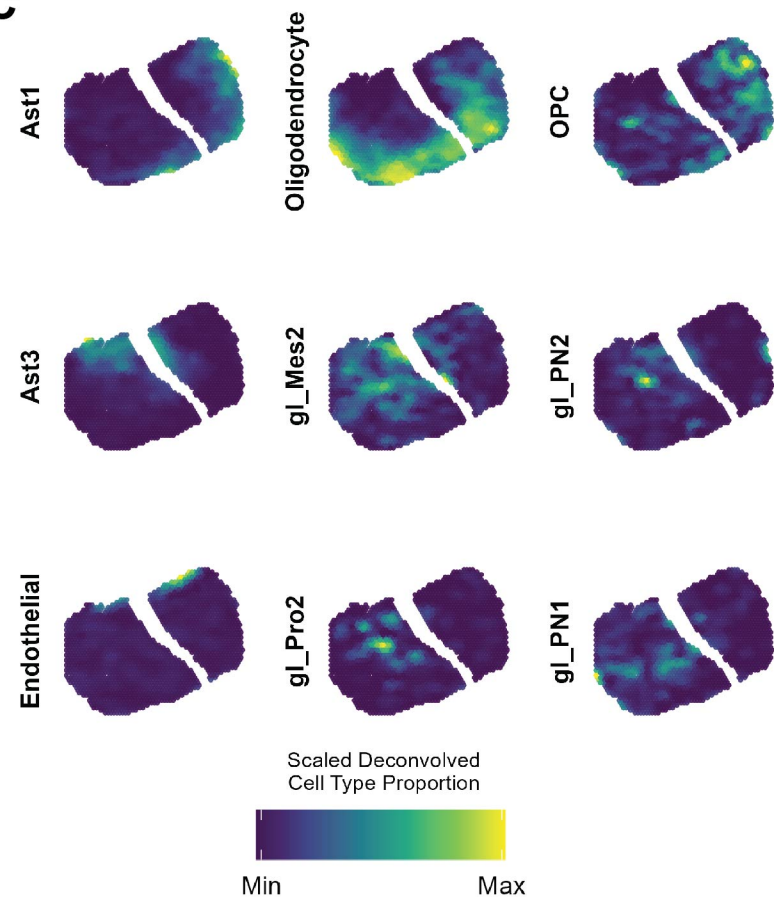 Ast1
Oligodendrocyte
OPC
Ast3
gl_Mes2
gl_PN2
Endothelial
gl_Pro2
gl_PN1
Scaled Deconvolved
Cell Type Proportion
Min
Max